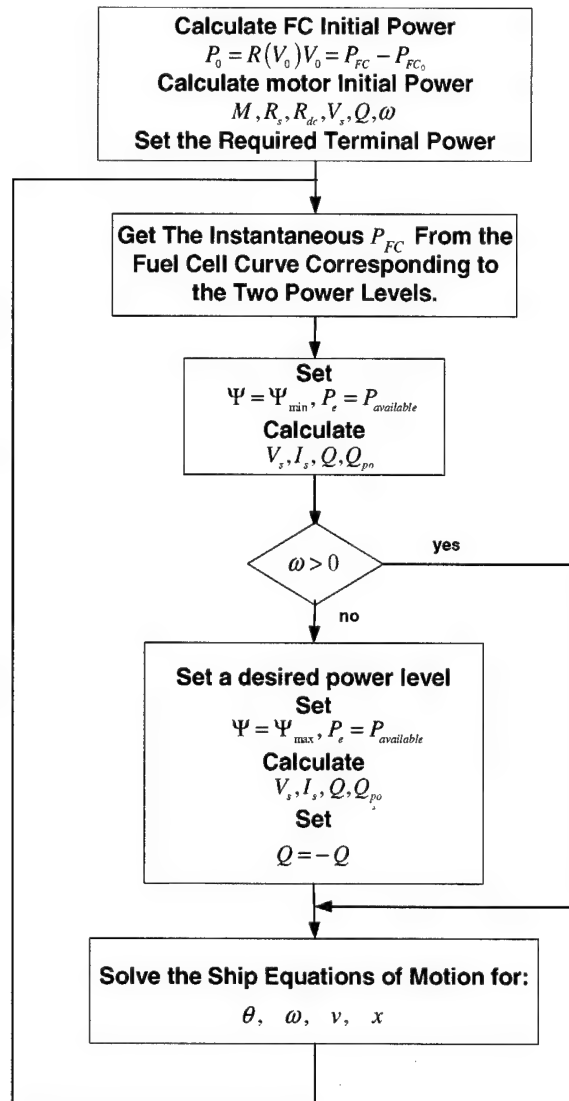 Calculate FC Initial Power
P₀ = R(V₀)V₀ = P_FC − P_FC₀
Calculate motor Initial Power
M, R_s, R_dc, V_s, Q, ω
Set the Required Terminal Power
Get The Instantaneous P_FC From the
Fuel Cell Curve Corresponding to
the Two Power Levels.
Set
Ψ = Ψ_min, P_e = P_available
Calculate
V_s, I_s, Q, Q_po
ω > 0
yes
no
Set a desired power level
Set
Ψ = Ψ_max, P_e = P_available
Calculate
V_s, I_s, Q, Q_po
Set
Q = −Q
Solve the Ship Equations of Motion for:
θ, ω, v, x